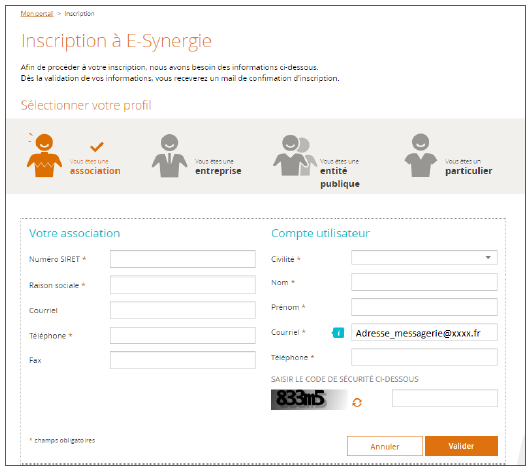 Mon portail > Inscription
Inscription à E-Synergie
Afin de procéder à votre inscription, nous avons besoin des informations ci-dessous.
Dès la validation de vos informations, vous receverez un mail de confirmation d'inscription.
Sélectionner votre profil
Vous êtes une
association
Vous êtes une
entreprise
Vous êtes une
entité
publique
Vous êtes un
particulier
Votre association
Numéro SIRET *
Raison sociale *
Courriel
Téléphone *
Fax
Compte utilisateur
Civilité *
Nom *
Prénom *
Courriel * i Adresse_messagerie@xxxx.fr
Téléphone *
SAISIR LE CODE DE SÉCURITÉ CI-DESSOUS
833m5
* champs obligatoires
Annuler
Valider